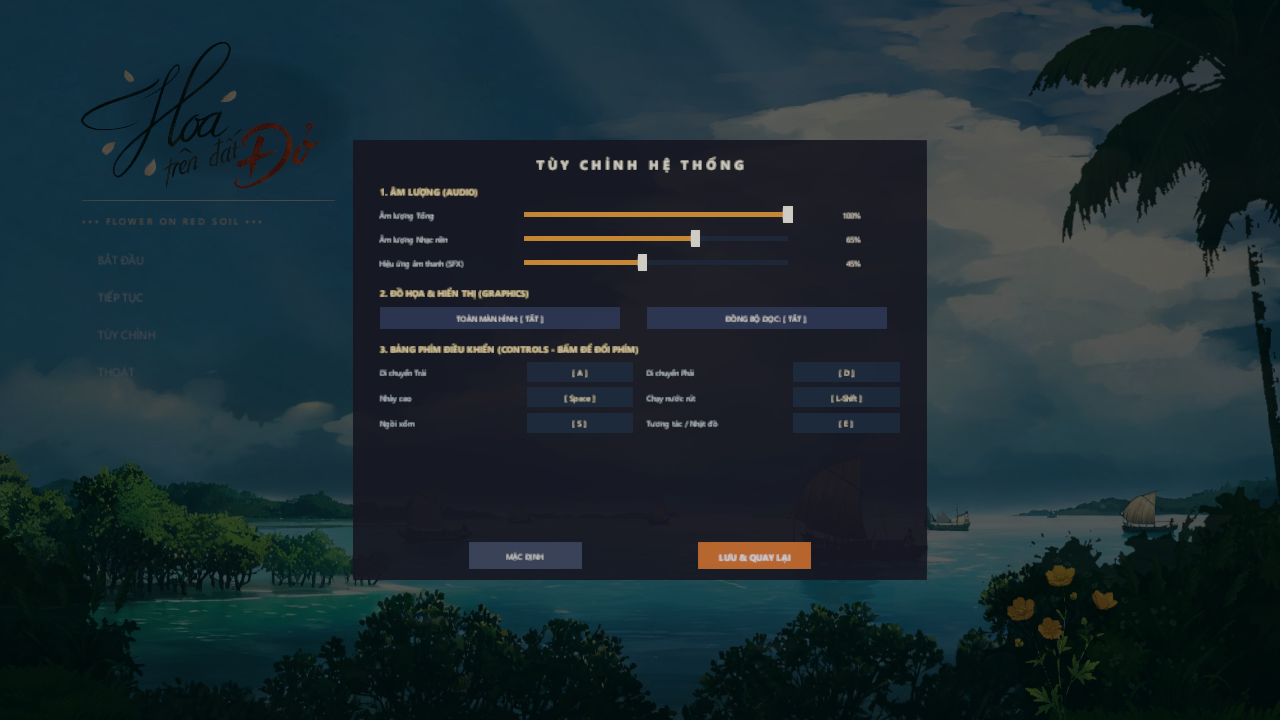 Hoa
trên đất Đỏ
••• FLOWER ON RED SOIL •••
BẮT ĐẦU
TIẾP TỤC
TÙY CHỈNH
THOÁT
TÙY CHỈNH HỆ THỐNG
1. ÂM LƯỢNG (AUDIO)
Âm lượng Tổng 100%
Âm lượng Nhạc nền 65%
Hiệu ứng âm thanh (SFX) 45%
2. ĐỒ HỌA & HIỂN THỊ (GRAPHICS)
TOÀN MÀN HÌNH: [ TẮT ] ĐỒNG BỘ DỌC: [ TẮT ]
3. BẢNG PHÍM ĐIỀU KHIỂN (CONTROLS - BẤM ĐỂ ĐỔI PHÍM)
Di chuyển Trái [ A ] Di chuyển Phải [ D ]
Nhảy cao [ Space ] Chạy nước rút [ L-Shift ]
Ngồi xổm [ S ] Tương tác / Nhặt đồ [ E ]
MẶC ĐỊNH LƯU & QUAY LẠI